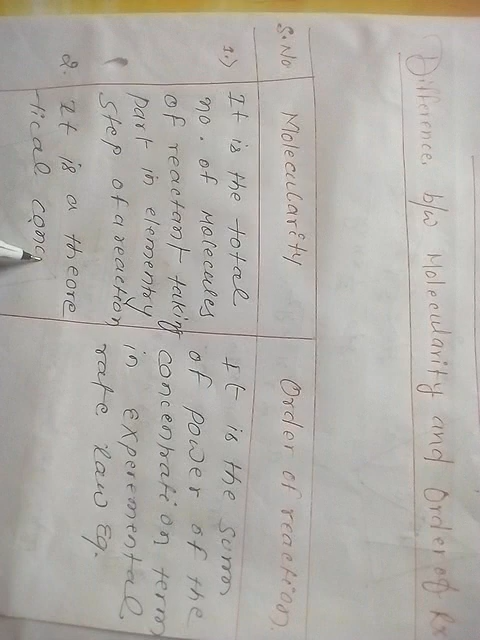 Difference b/w Molecularity and Order of Rx
S.No Molecularity Order of reaction.
1.) It is the total It is the sum
no. of Molecules of power of the
of reactant taking concentration term
part in elementry in experemental
Step of a reaction rate law Eq.
2. It is a theore
tical conc